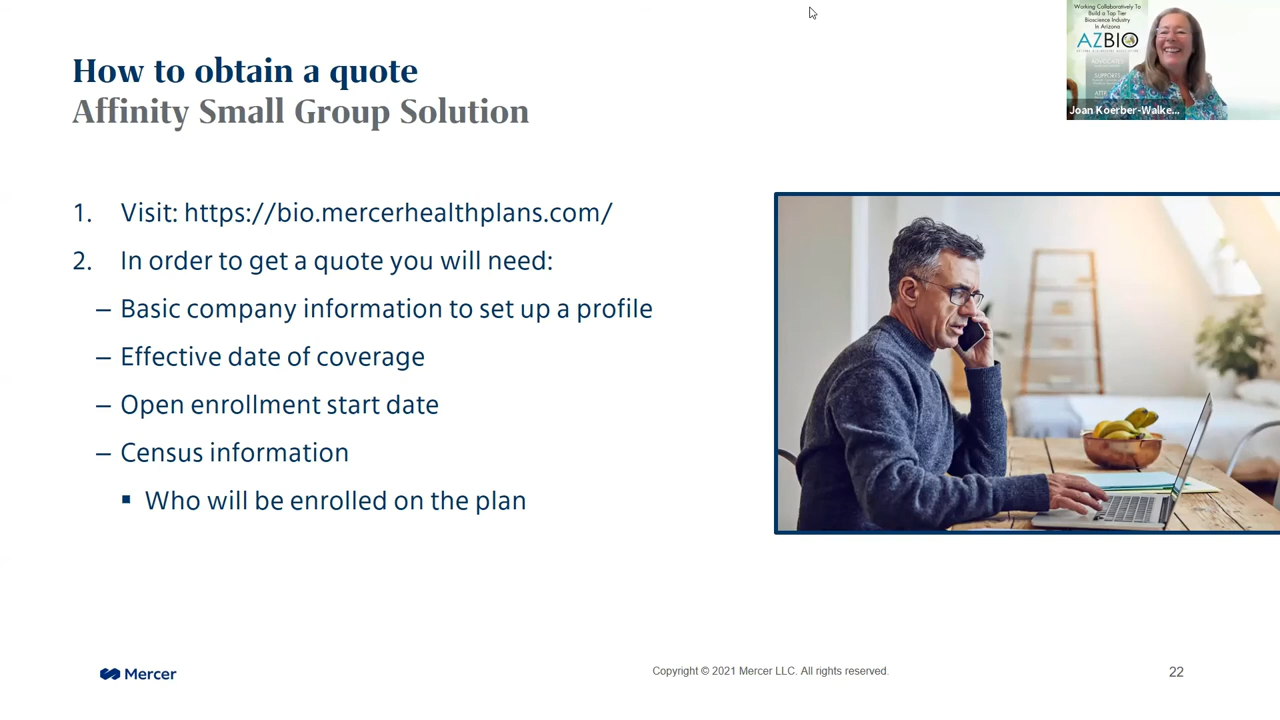 How to obtain a quote
Affinity Small Group Solution
1. Visit: https://bio.mercerhealthplans.com/
2. In order to get a quote you will need:
– Basic company information to set up a profile
– Effective date of coverage
– Open enrollment start date
– Census information
▪ Who will be enrolled on the plan
Working Collaboratively To
Build a Top Tier
Bioscience Industry
In Arizona
AZBIO
ADVOCATES
SUPPORTS
Joan Koerber-Walke...
Mercer
Copyright © 2021 Mercer LLC. All rights reserved.
22